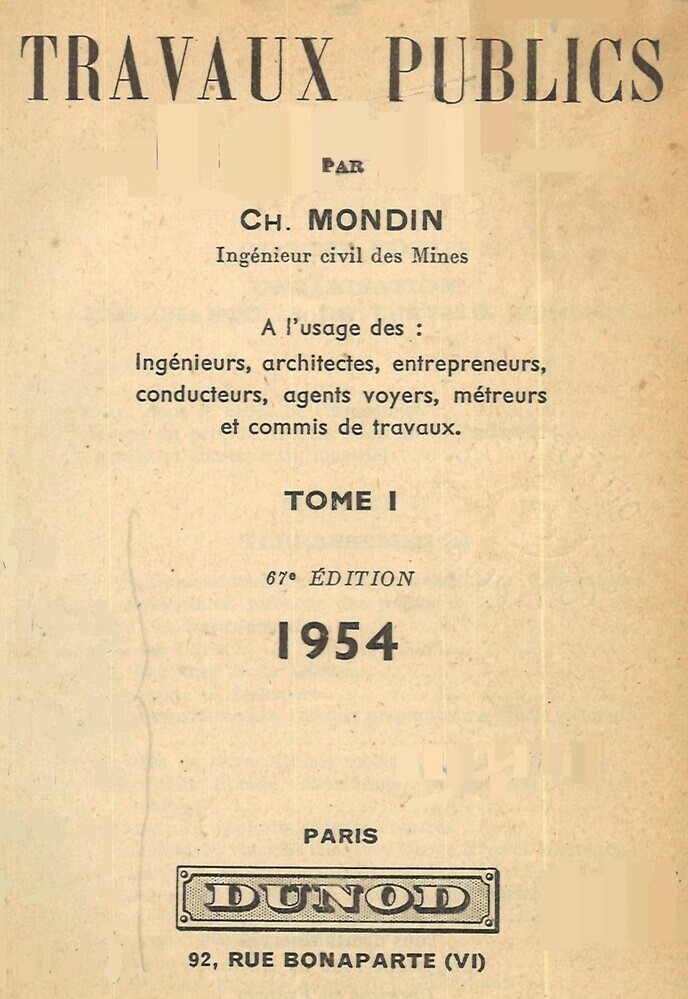 TRAVAUX PUBLICS
PAR
CH. MONDIN
Ingénieur civil des Mines
A l'usage des :
Ingénieurs, architectes, entrepreneurs,
conducteurs, agents voyers, métreurs
et commis de travaux.
TOME I
67e ÉDITION
1954
PARIS
DUNOD
92, RUE BONAPARTE (VI)